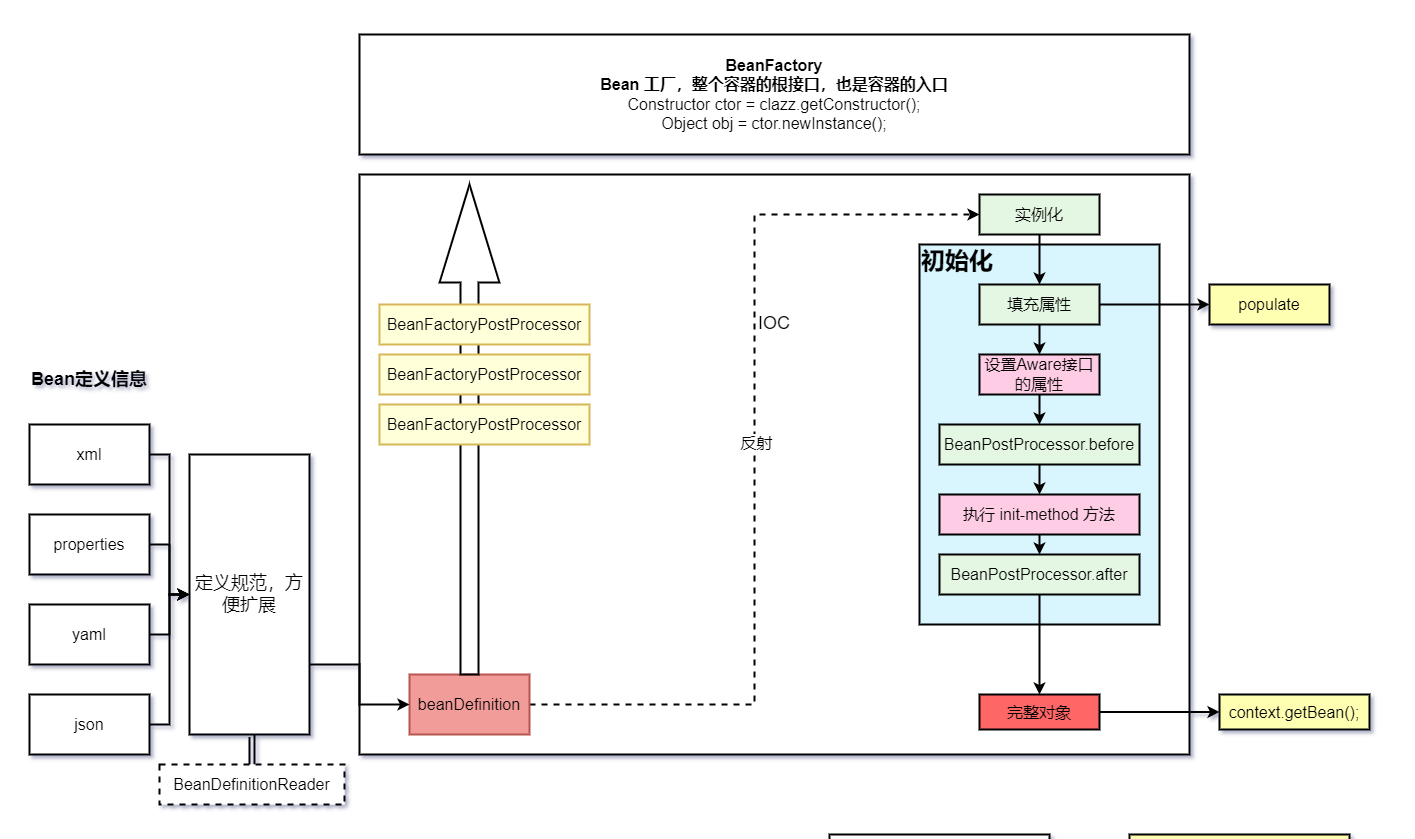 BeanFactory
Bean 工厂，整个容器的根接口，也是容器的入口
Constructor ctor = clazz.getConstructor();
Object obj = ctor.newInstance();
Bean定义信息
xml
properties
yaml
json
定义规范，方
便扩展
BeanDefinitionReader
BeanFactoryPostProcessor
BeanFactoryPostProcessor
BeanFactoryPostProcessor
beanDefinition
IOC
反射
实例化
初始化
填充属性
populate
设置Aware接口
的属性
BeanPostProcessor.before
执行 init-method 方法
BeanPostProcessor.after
完整对象
context.getBean();